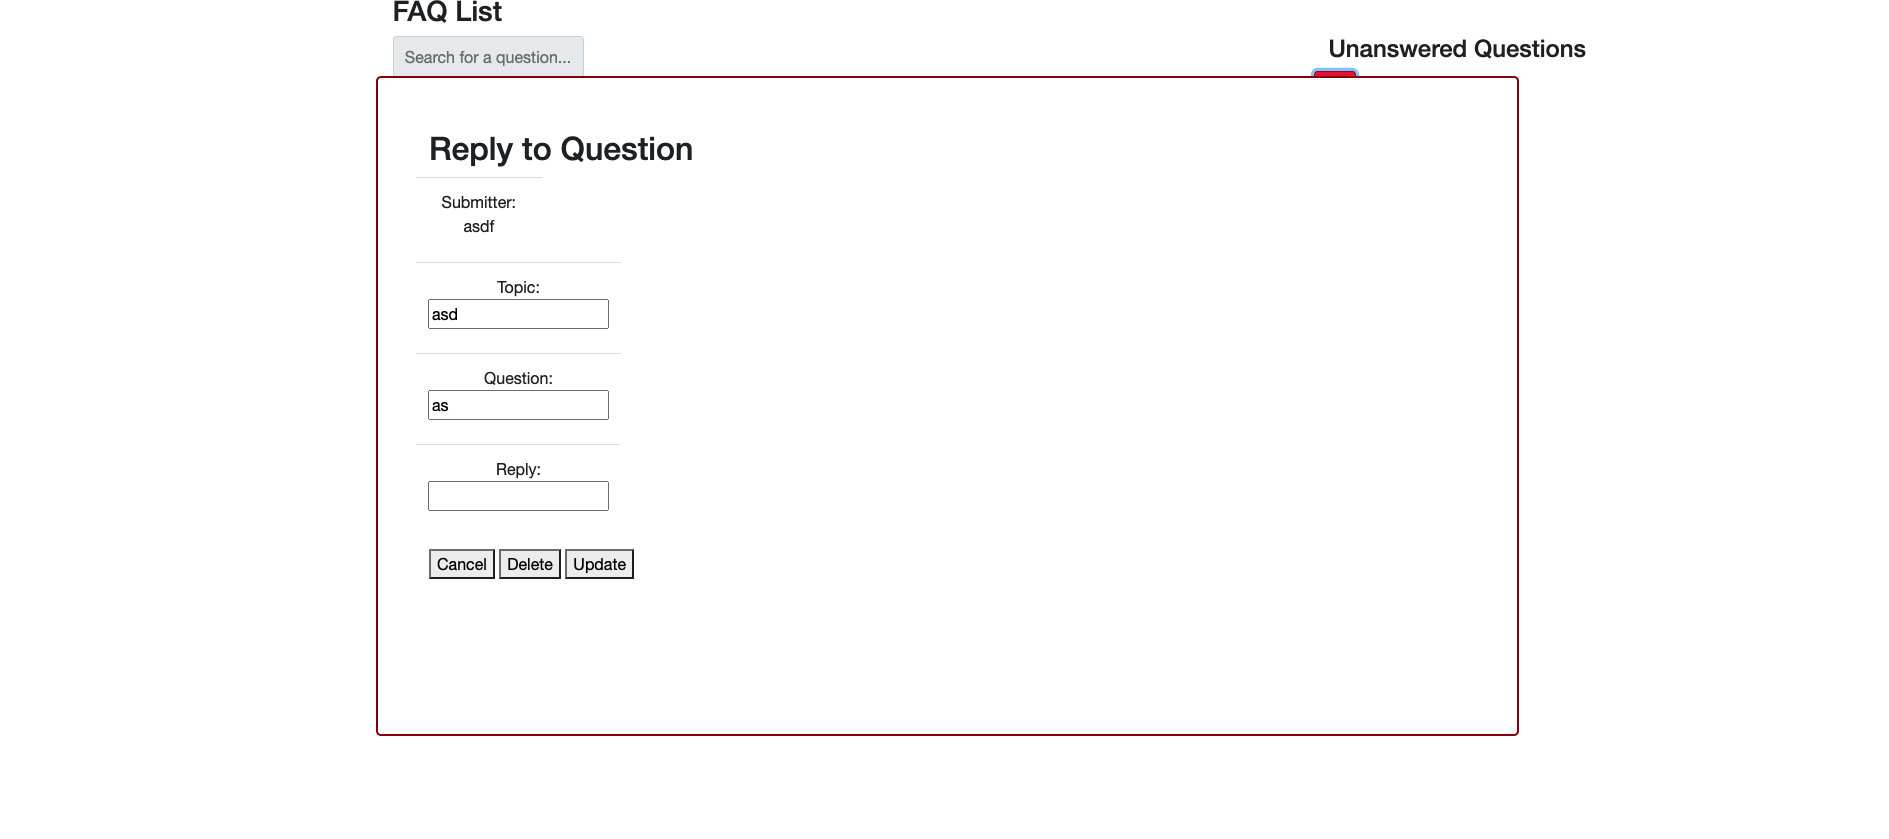 FAQ List
Search for a question...
Unanswered Questions
Reply to Question
Submitter:
asdf
Topic:
asd
Question:
as
Reply:
Cancel Delete Update